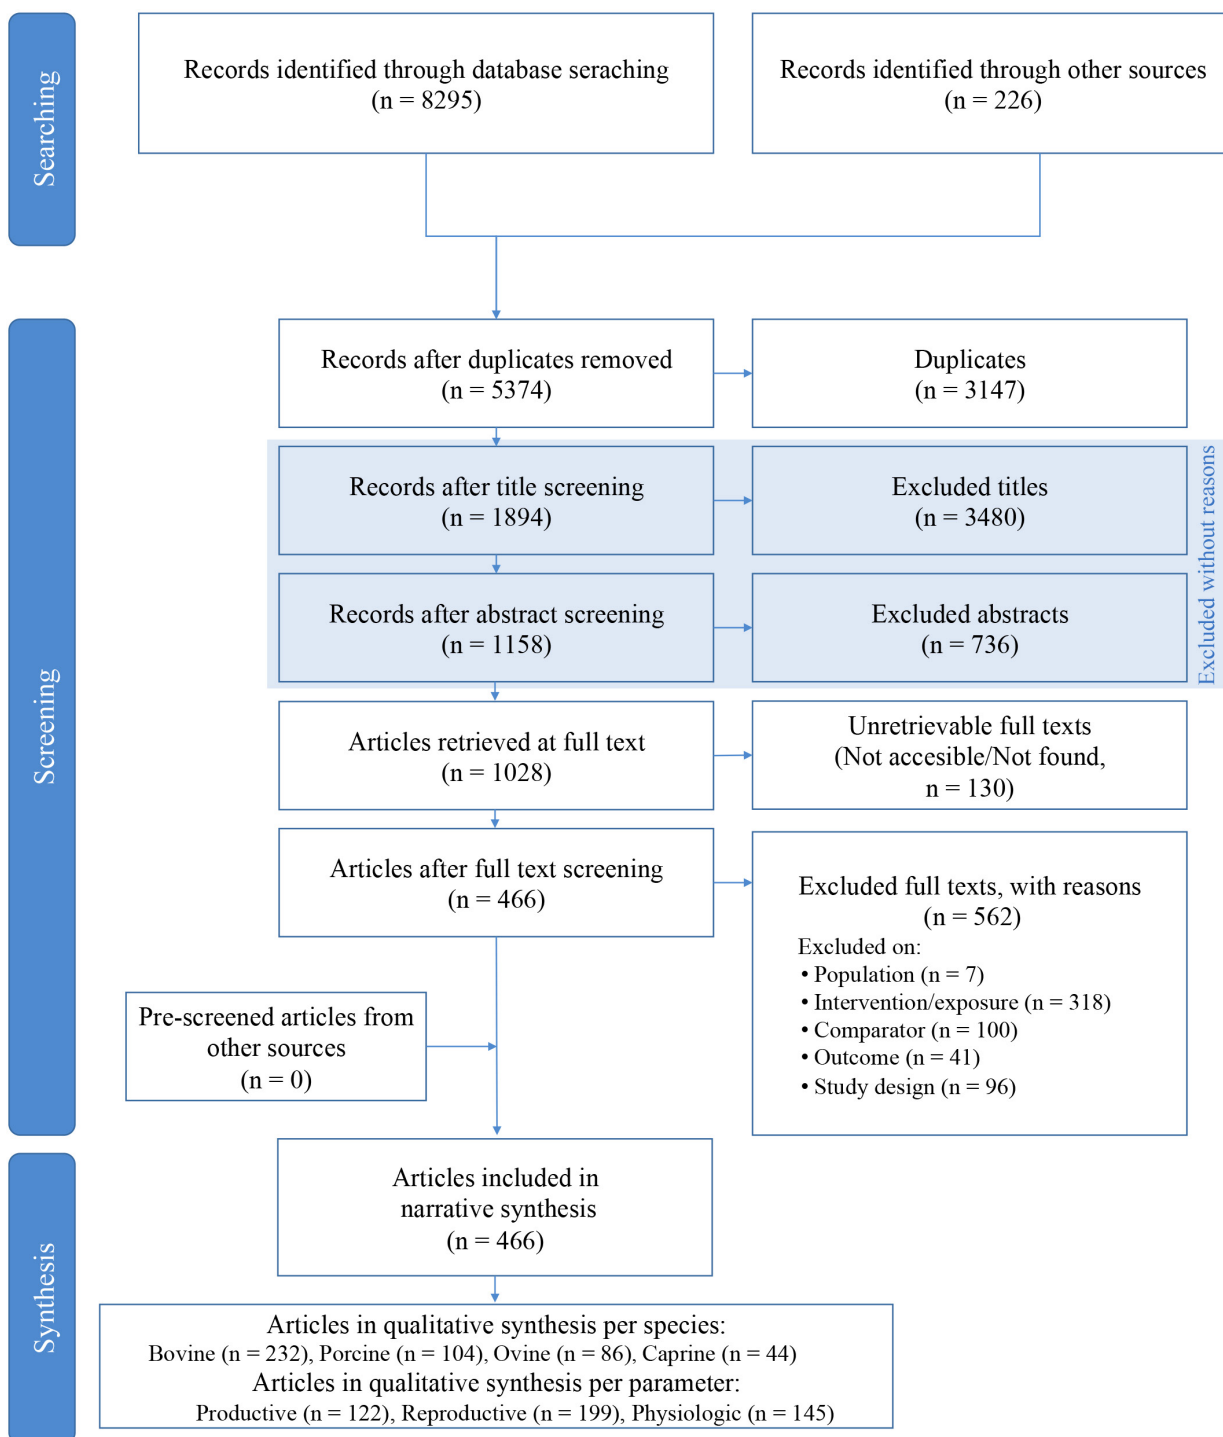 Searching
Records identified through database seraching
(n = 8295)
Records identified through other sources
(n = 226)
Screening
Records after duplicates removed
(n = 5374)
Duplicates
(n = 3147)
Excluded without reasons
Records after title screening
(n = 1894)
Excluded titles
(n = 3480)
Records after abstract screening
(n = 1158)
Excluded abstracts
(n = 736)
Articles retrieved at full text
(n = 1028)
Unretrievable full texts
(Not accesible/Not found,
n = 130)
Articles after full text screening
(n = 466)
Excluded full texts, with reasons
(n = 562)
Excluded on:
• Population (n = 7)
• Intervention/exposure (n = 318)
• Comparator (n = 100)
• Outcome (n = 41)
• Study design (n = 96)
Pre-screened articles from
other sources
(n = 0)
Synthesis
Articles included in
narrative synthesis
(n = 466)
Articles in qualitative synthesis per species:
Bovine (n = 232), Porcine (n = 104), Ovine (n = 86), Caprine (n = 44)
Articles in qualitative synthesis per parameter:
Productive (n = 122), Reproductive (n = 199), Physiologic (n = 145)